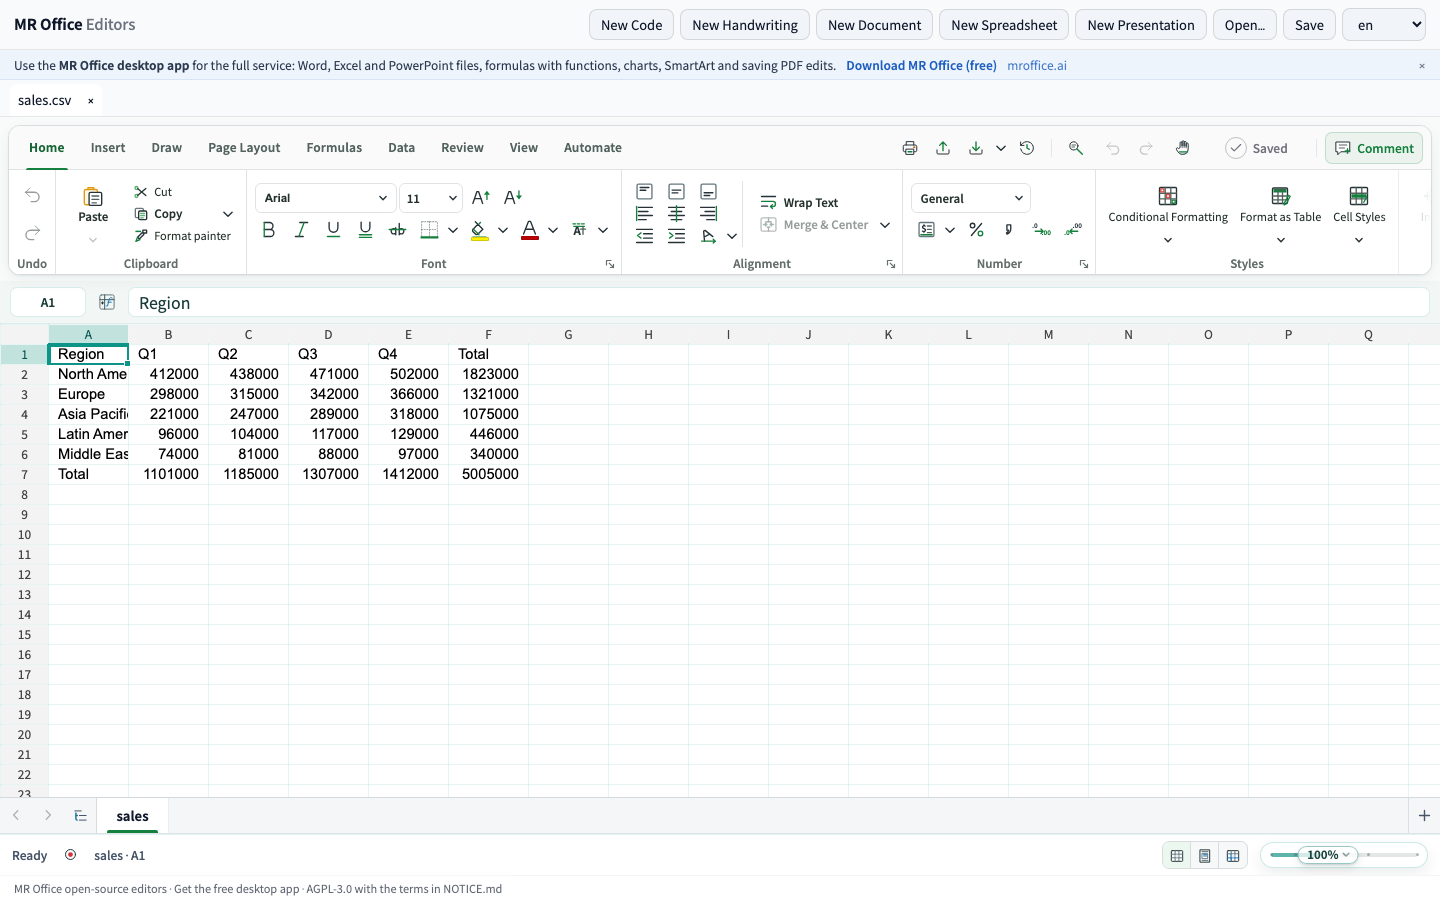 MR Office Editors
New Code New Handwriting New Document New Spreadsheet New Presentation Open... Save en
Use the MR Office desktop app for the full service: Word, Excel and PowerPoint files, formulas with functions, charts, SmartArt and saving PDF edits. Download MR Office (free) mroffice.ai ×
sales.csv ×
Home Insert Draw Page Layout Formulas Data Review View Automate Saved Comment
Paste Cut Copy Format painter
Arial 11
Wrap Text
Merge & Center
General
Conditional Formatting Format as Table Cell Styles
Undo Clipboard Font Alignment Number Styles
A1 Region
A B C D E F G H I J K L M N O P Q
1 Region Q1 Q2 Q3 Q4 Total
2 North Ame 412000 438000 471000 502000 1823000
3 Europe 298000 315000 342000 366000 1321000
4 Asia Pacifi 221000 247000 289000 318000 1075000
5 Latin Amer 96000 104000 117000 129000 446000
6 Middle Eas 74000 81000 88000 97000 340000
7 Total 1101000 1185000 1307000 1412000 5005000
8
9
10
11
12
13
14
15
16
17
18
19
20
21
22
23
sales
Ready sales · A1 100%
MR Office open-source editors · Get the free desktop app · AGPL-3.0 with the terms in NOTICE.md